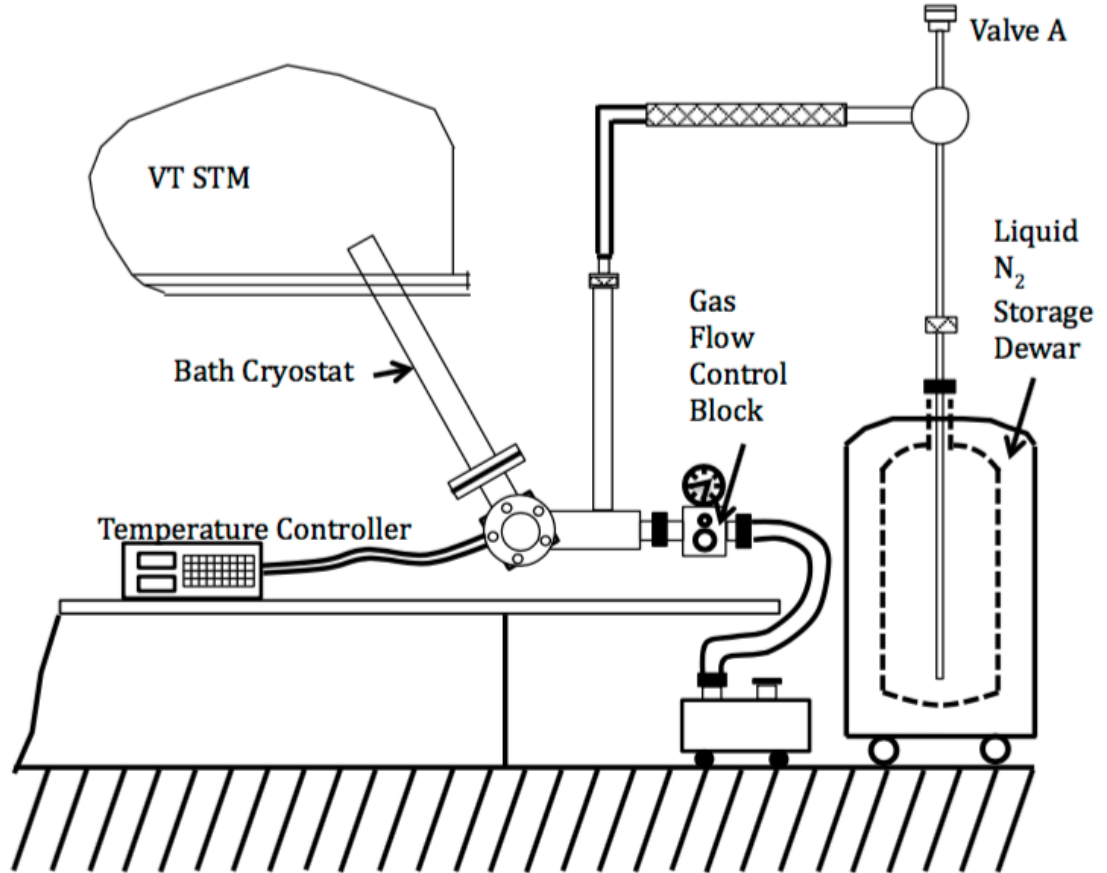 Valve A
VT STM
Liquid
N₂
Storage
Dewar
Gas
Flow
Control
Block
Bath Cryostat
Temperature Controller